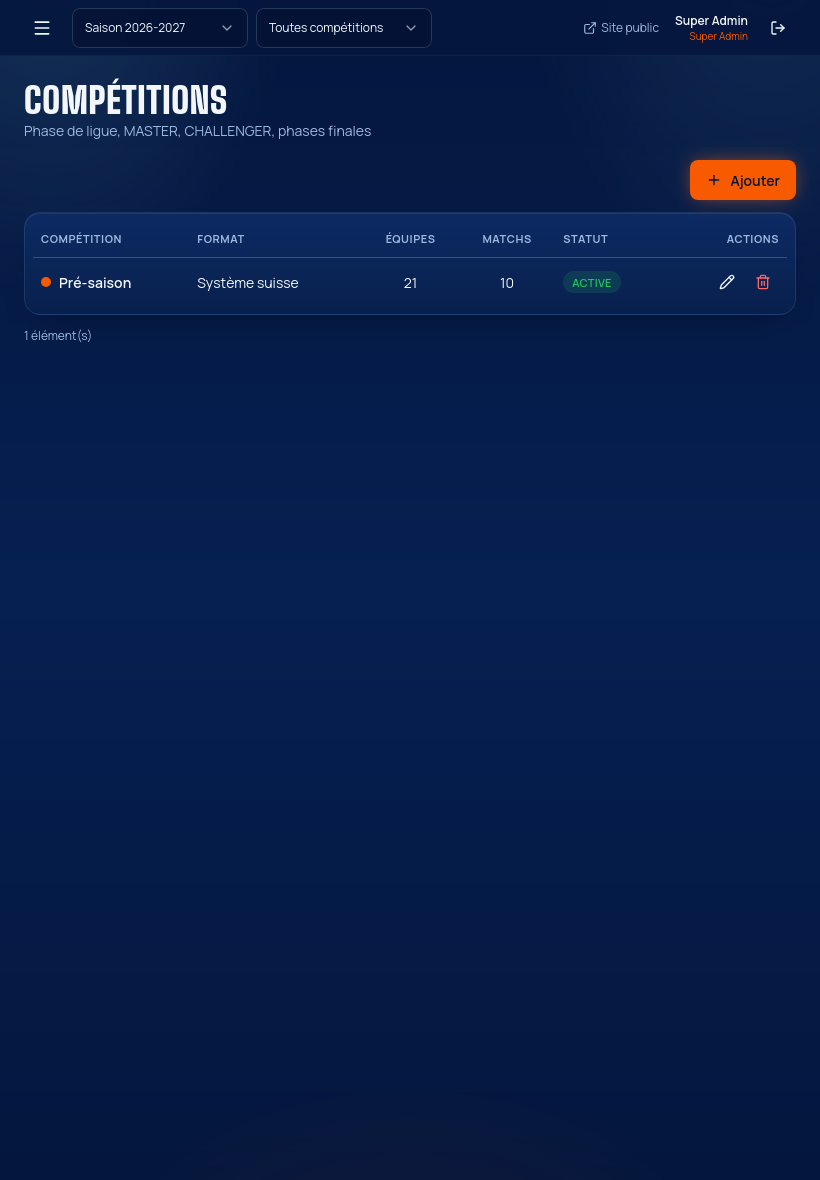 Saison 2026-2027
Toutes compétitions
Site public
Super Admin
Super Admin
COMPÉTITIONS
Phase de ligue, MASTER, CHALLENGER, phases finales
Ajouter
COMPÉTITION FORMAT ÉQUIPES MATCHS STATUT ACTIONS
Pré-saison Système suisse 21 10 ACTIVE
1 élément(s)